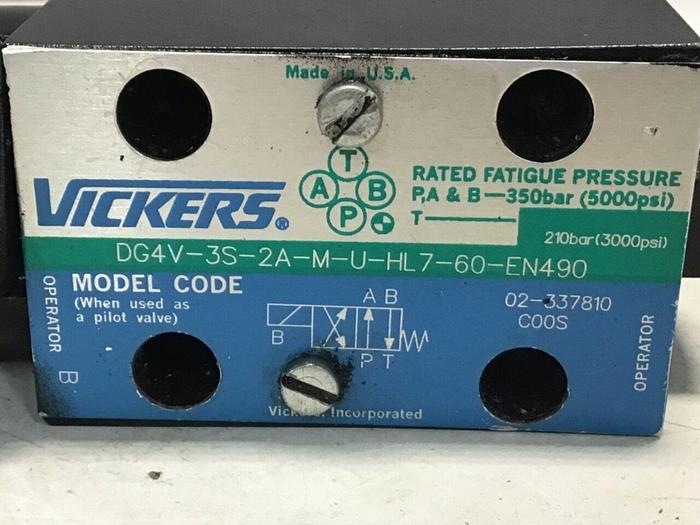 Made in U.S.A.
VICKERS®
T
A B
P
RATED FATIGUE PRESSURE
P,A & B—350bar (5000psi)
T
210bar(3000psi)
DG4V-3S-2A-M-U-HL7-60-EN490
OPERATOR B
MODEL CODE
(When used as
a pilot valve)
A B
B
P T
02-337810
C00S
OPERATOR
Vickers, Incorporated